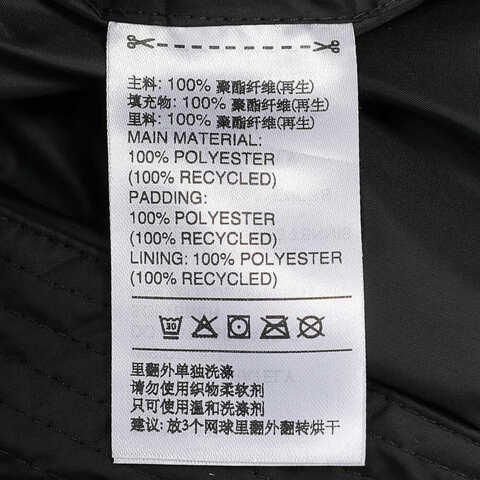 主料: 100% 聚酯纤维(再生)
填充物: 100% 聚酯纤维(再生)
里料: 100% 聚酯纤维(再生)
MAIN MATERIAL:
100% POLYESTER
(100% RECYCLED)
PADDING:
100% POLYESTER
(100% RECYCLED)
LINING: 100% POLYESTER
(100% RECYCLED)
30
里翻外单独洗涤
请勿使用织物柔软剂
只可使用温和洗涤剂
建议: 放3个网球里翻外翻转烘干